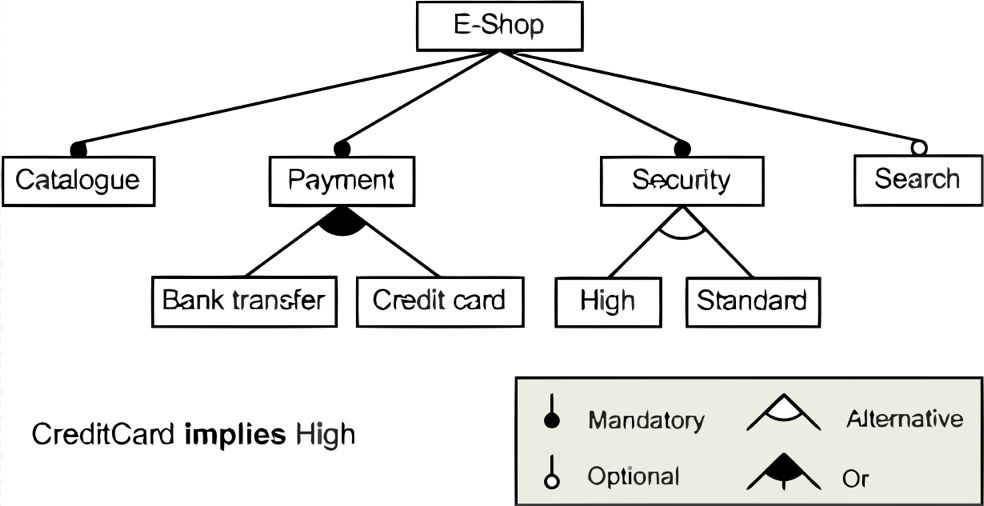 E-Shop
Catalogue
Payment
Security
Search
Bank transfer
Credit card
High
Standard
CreditCard implies High
Mandatory
Alternative
Optional
Or